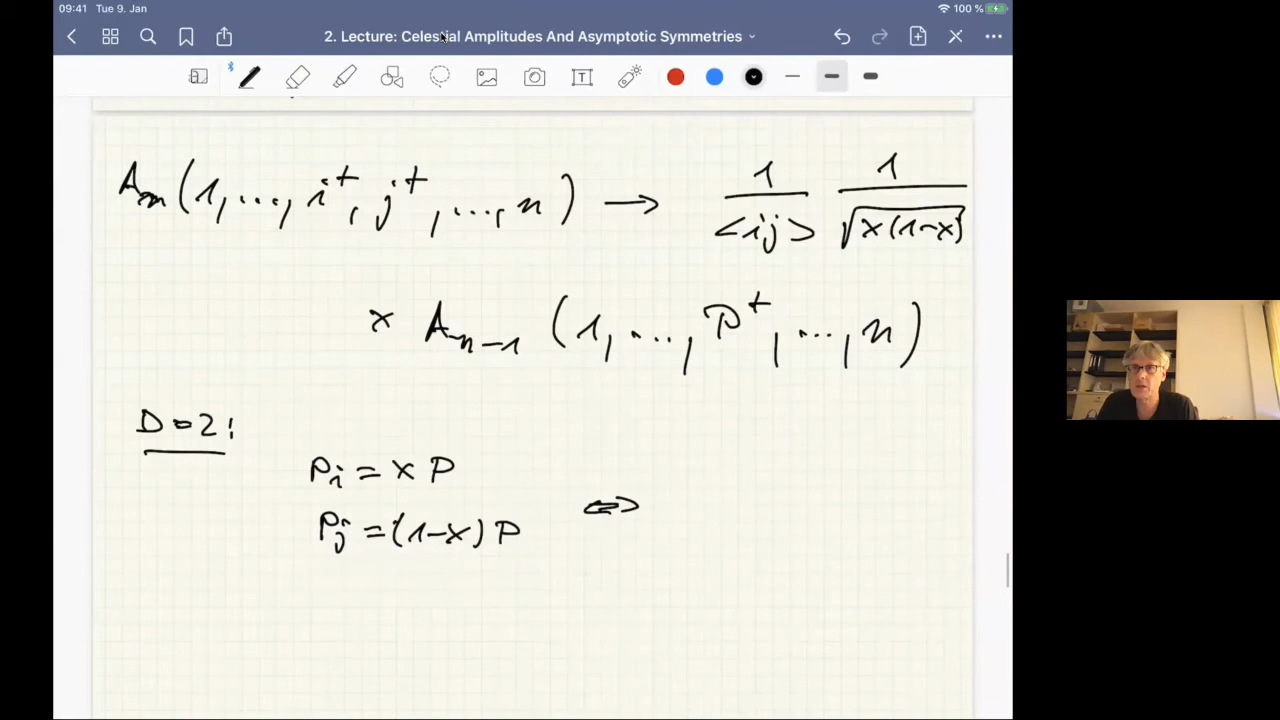 09:41 Tue 9. Jan
100 %
2. Lecture: Celestial Amplitudes And Asymptotic Symmetries
T
A_n(1,...,i^+, j^+,...,n) → 1/<ij> 1/√x(1-x)
× A_{n-1} (1,...,P^+,...,n)
D=2:
P_i = x P
⇔
P_j = (1-x) P